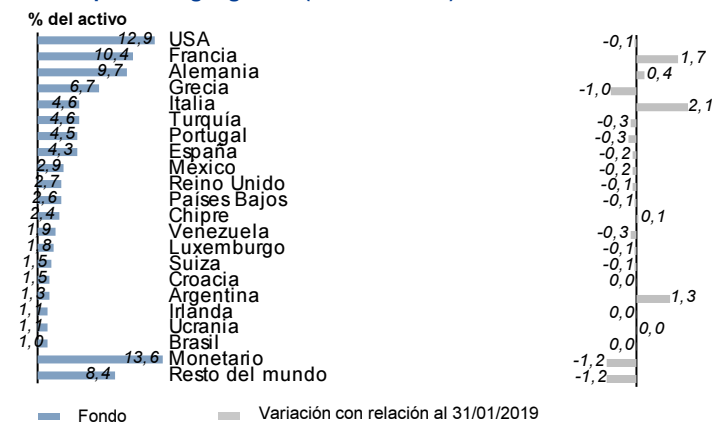 % del activo
12,9 USA -0,1
10,4 Francia 1,7
9,7 Alemania 0,4
6,7 Grecia -1,0
4,6 Italia 2,1
4,6 Turquía -0,3
4,5 Portugal -0,3
4,3 España -0,2
2,9 México -0,2
2,7 Reino Unido -0,1
2,6 Países Bajos -0,1
2,4 Chipre 0,1
1,9 Venezuela -0,3
1,8 Luxemburgo -0,1
1,5 Suiza -0,1
1,5 Croacia 0,0
1,3 Argentina 1,3
1,1 Irlanda 0,0
1,1 Ucrania 0,0
1,0 Brasil 0,0
13,6 Monetario -1,2
8,4 Resto del mundo -1,2
Fondo Variación con relación al 31/01/2019